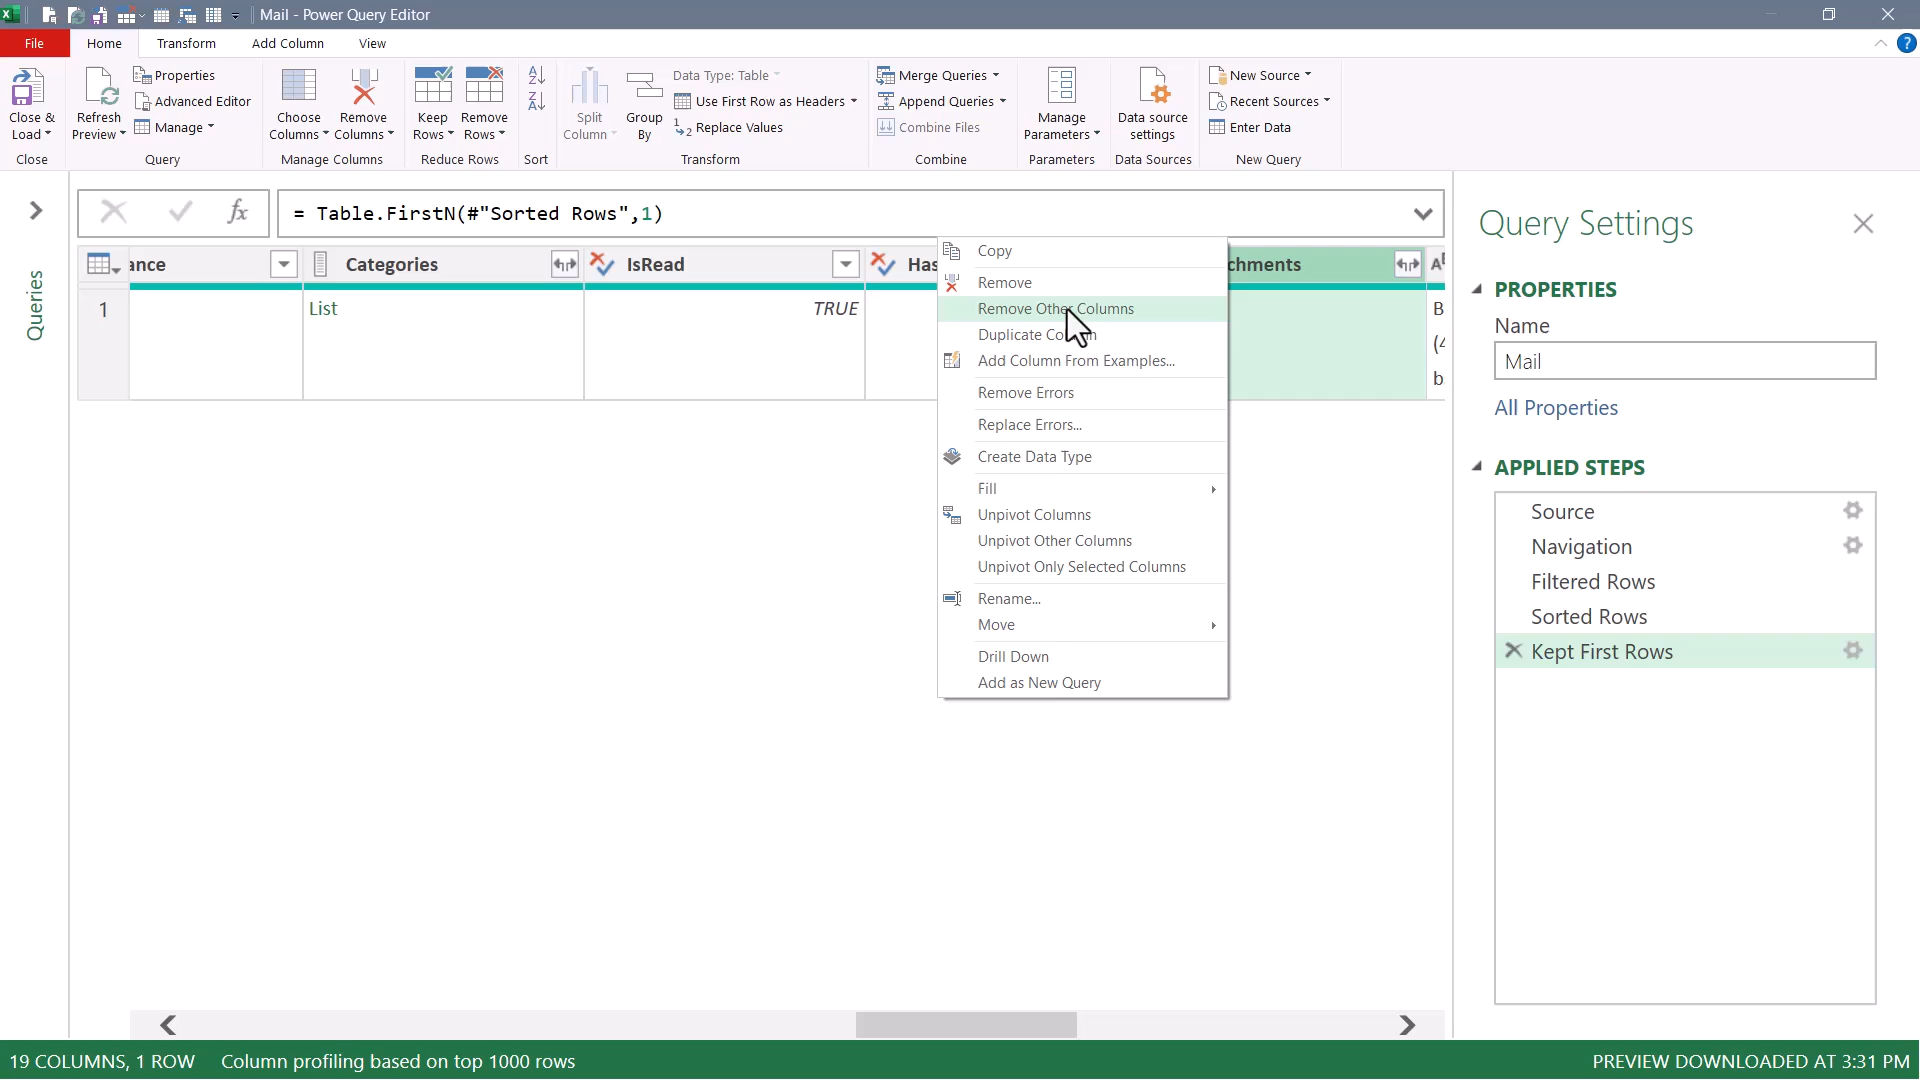 Mail - Power Query Editor
File
Home
Transform
Add Column
View
Close &
Load
Close
Refresh
Preview
Properties
Advanced Editor
Manage
Query
Choose
Columns
Remove
Columns
Manage Columns
Keep
Rows
Remove
Rows
Reduce Rows
Sort
Split
Column
Group
By
Data Type: Table
Use First Row as Headers
Replace Values
Transform
Merge Queries
Append Queries
Combine Files
Combine
Manage
Parameters
Parameters
Data source
settings
Data Sources
New Source
Recent Sources
Enter Data
New Query
Queries
fx
= Table.FirstN(#"Sorted Rows",1)
ance
Categories
IsRead
Has
chments
1
List
TRUE
B
b
Copy
Remove
Remove Other Columns
Duplicate Co n
Add Column From Examples...
Remove Errors
Replace Errors...
Create Data Type
Fill
Unpivot Columns
Unpivot Other Columns
Unpivot Only Selected Columns
Rename...
Move
Drill Down
Add as New Query
Query Settings
PROPERTIES
Name
Mail
All Properties
APPLIED STEPS
Source
Navigation
Filtered Rows
Sorted Rows
Kept First Rows
19 COLUMNS, 1 ROW
Column profiling based on top 1000 rows
PREVIEW DOWNLOADED AT 3:31 PM